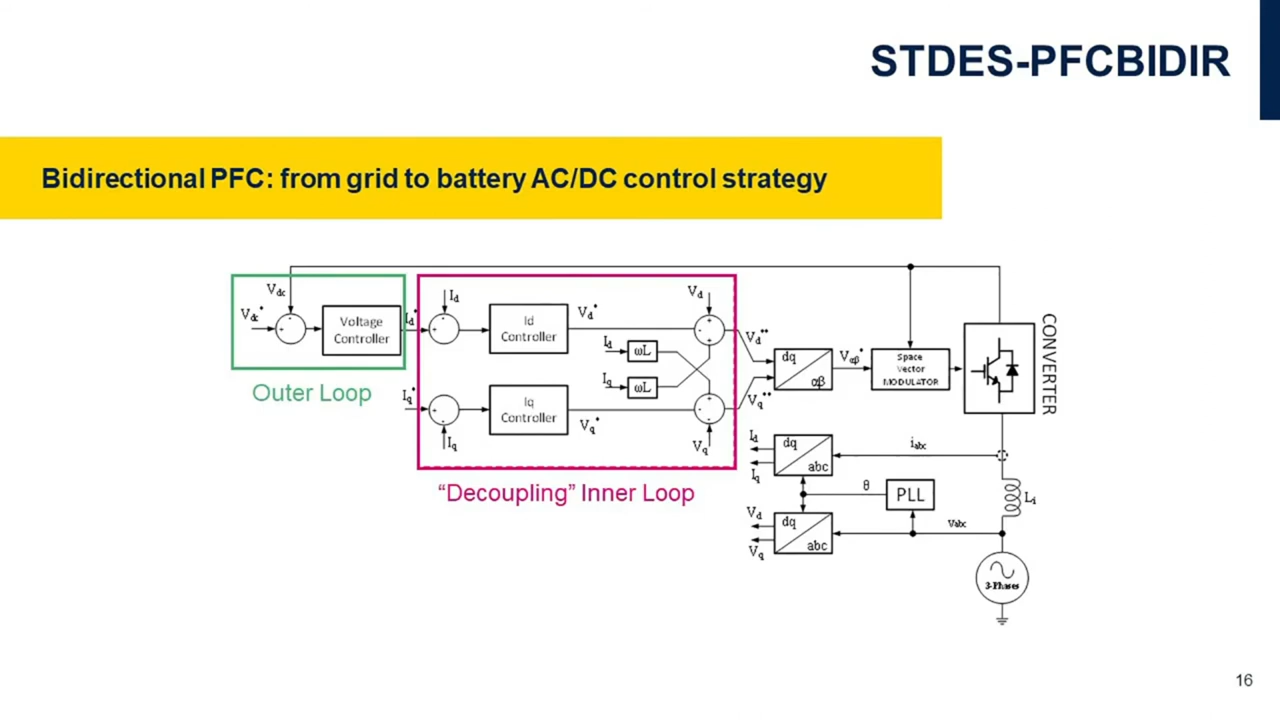 STDES-PFCBIDIR
Bidirectional PFC: from grid to battery AC/DC control strategy
Vdc
Vdc*
Voltage
Controller
Id*
Id
Id
Controller
Vd*
Vd
Id
ωL
Iq
ωL
Vd**
Vq**
dq
αβ
Vαβ*
Space
Vector
MODULATOR
CONVERTER
Outer Loop
Iq*
Iq
Iq
Controller
Vq*
Vq
"Decoupling" Inner Loop
Id
Iq
dq
abc
iabc
θ
PLL
Li
Vd
Vq
dq
abc
Vabc
3-Phases
16